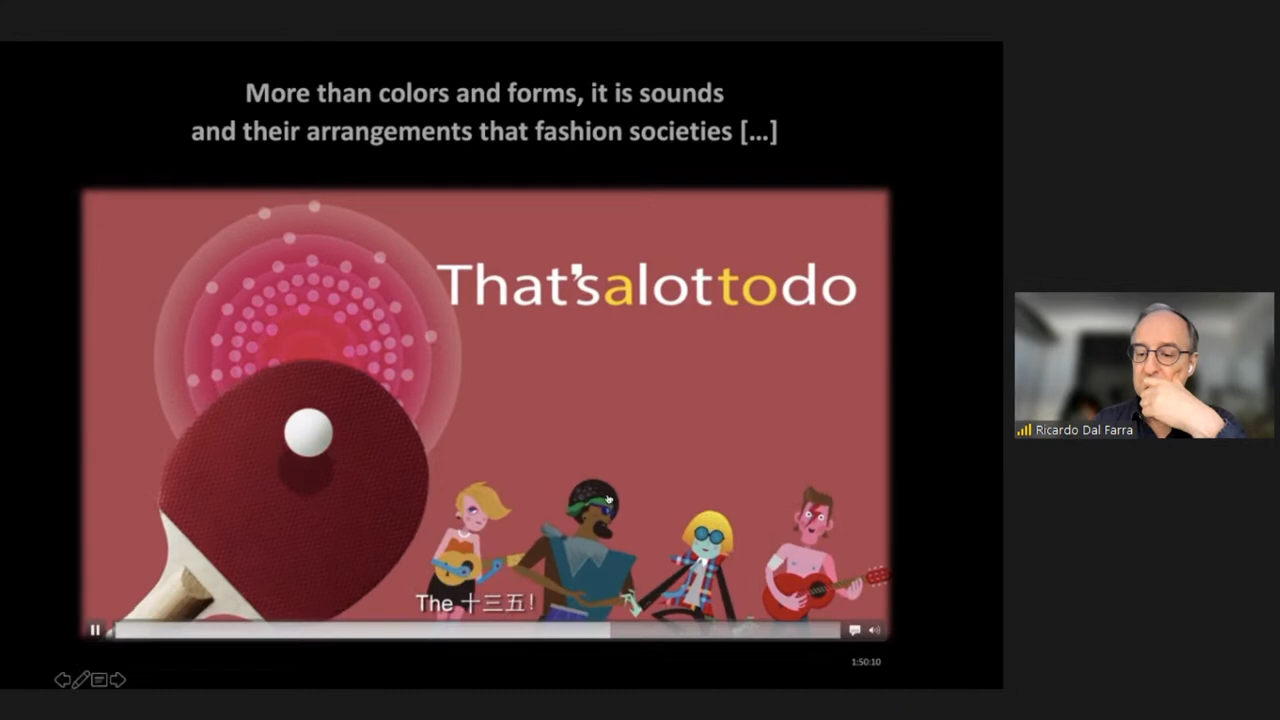 More than colors and forms, it is sounds
and their arrangements that fashion societies […]
That'salottodo
The 十三五!
1:50:10
Ricardo Dal Farra